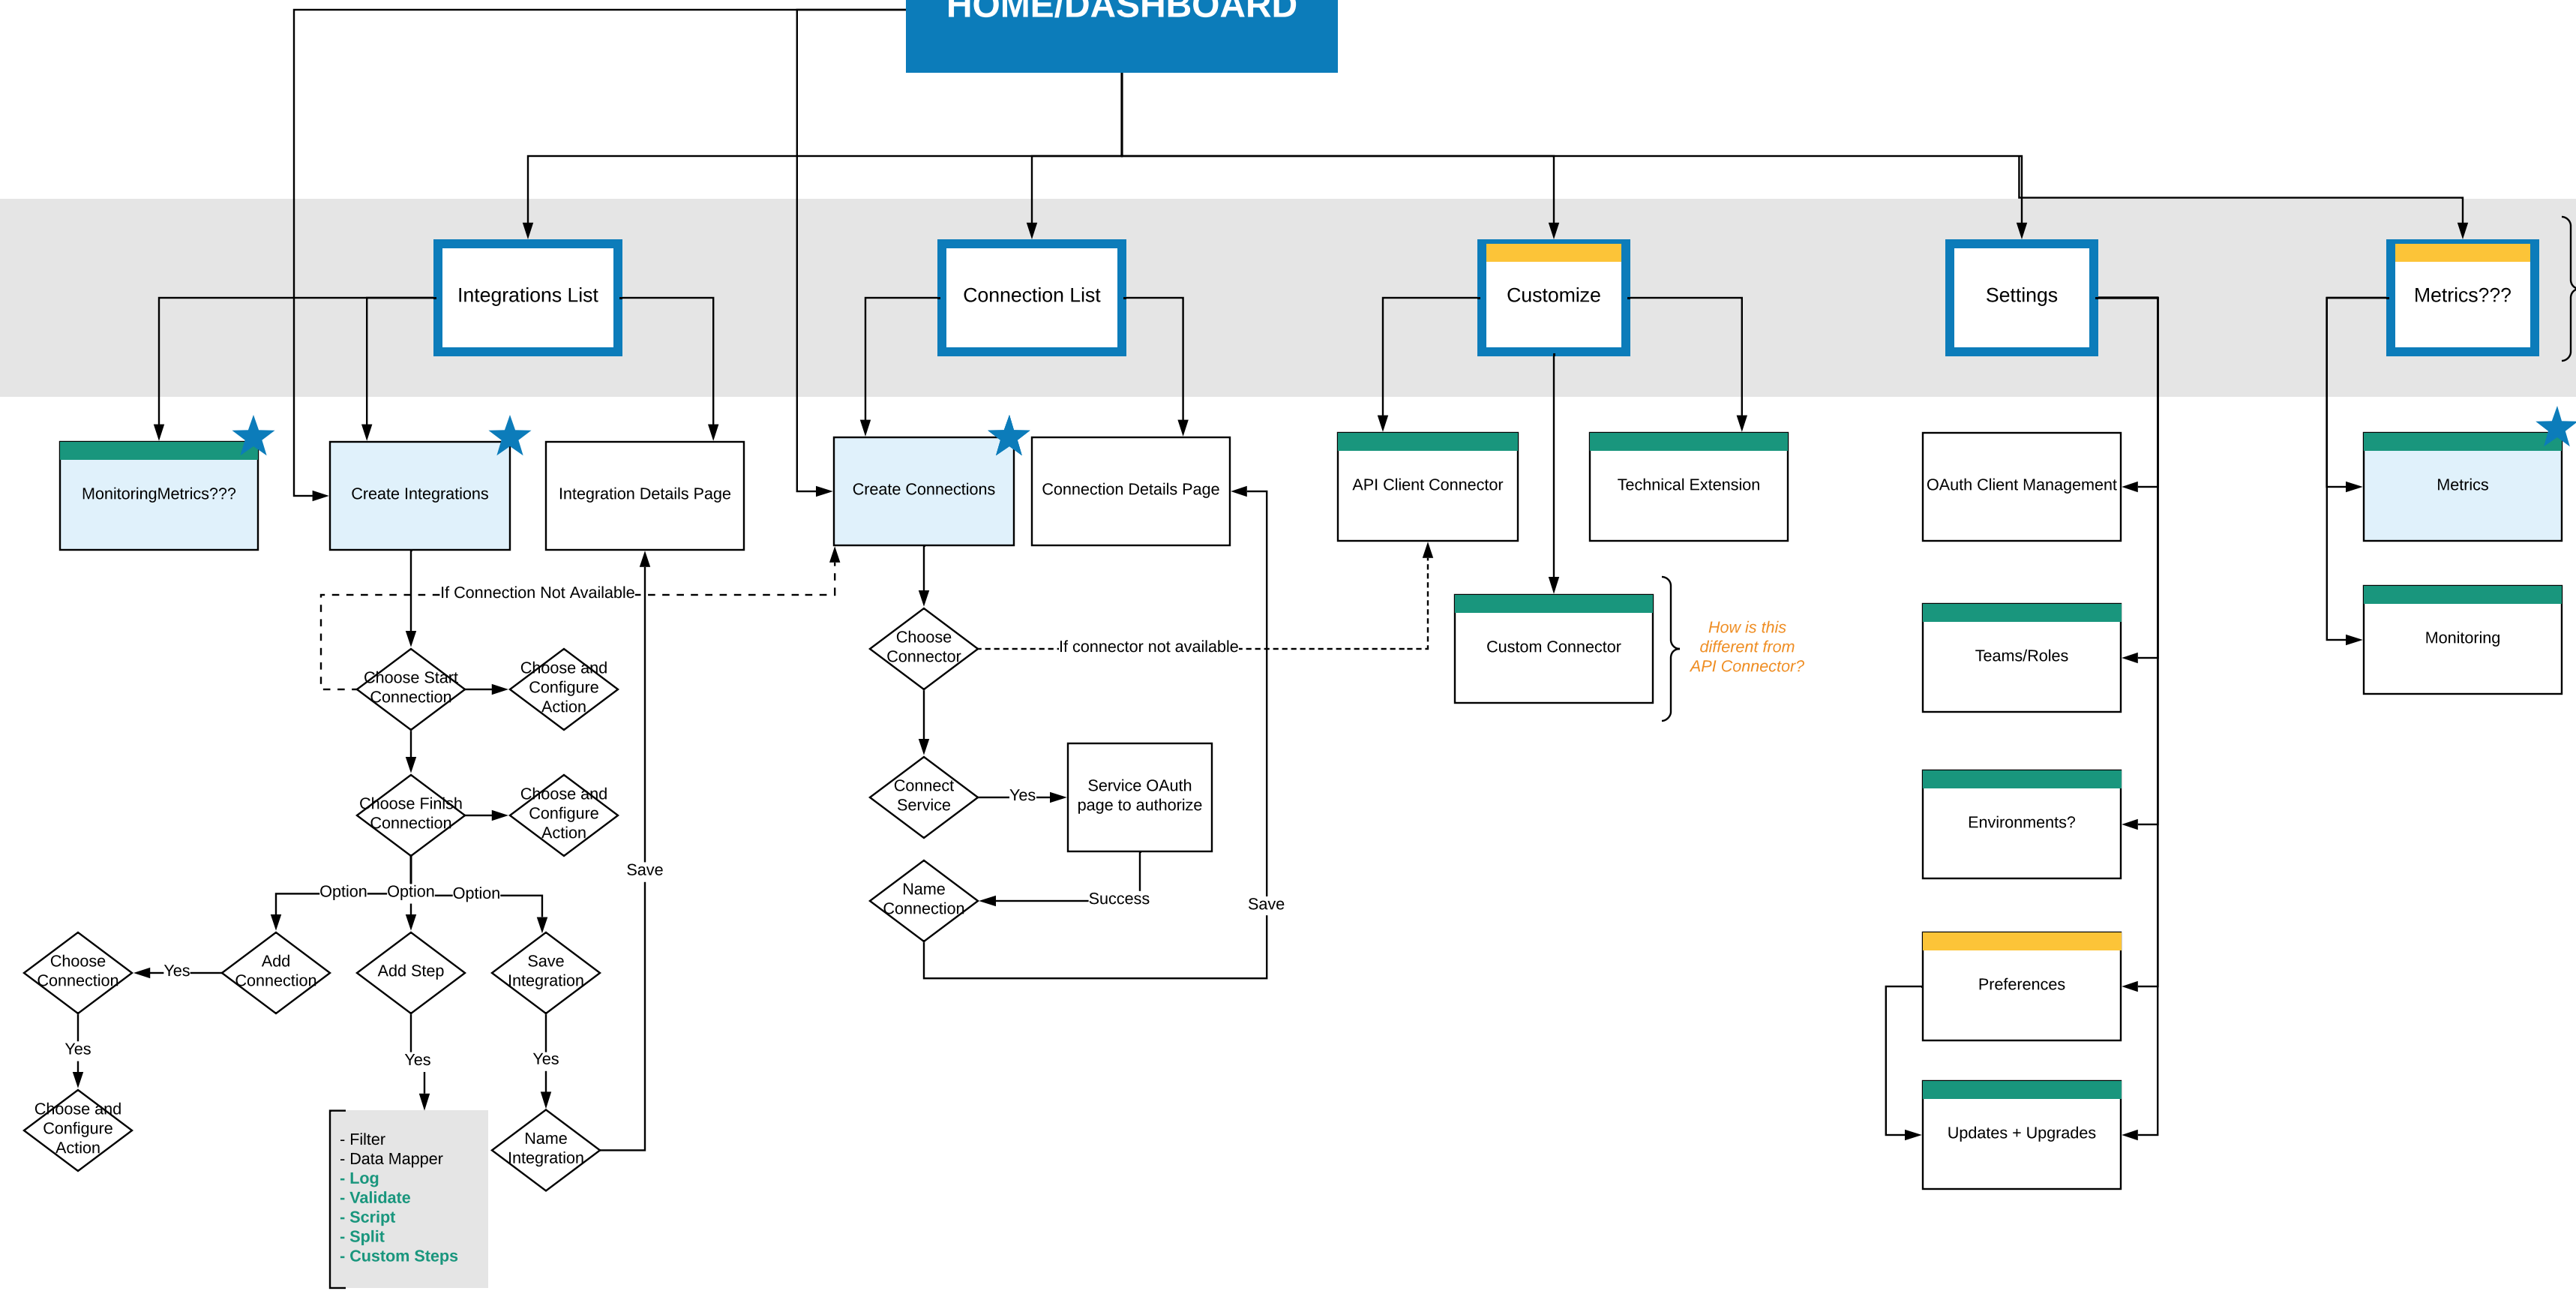 HOME/DASHBOARD
Integrations List
Connection List
Customize
Settings
Metrics???
MonitoringMetrics???
Create Integrations
Integration Details Page
Create Connections
Connection Details Page
API Client Connector
Technical Extension
OAuth Client Management
Metrics
If Connection Not Available
Choose
Connector
If connector not available
Custom Connector
How is this
different from
API Connector?
Teams/Roles
Monitoring
Choose Start
Connection
Choose and
Configure
Action
Choose Finish
Connection
Choose and
Configure
Action
Connect
Service
Yes
Service OAuth
page to authorize
Environments?
Save
Option
Option
Option
Name
Connection
Success
Save
Choose
Connection
Yes
Add
Connection
Add Step
Save
Integration
Preferences
Yes
Yes
Yes
Choose and
Configure
Action
Name
Integration
Updates + Upgrades
- Filter
- Data Mapper
- Log
- Validate
- Script
- Split
- Custom Steps